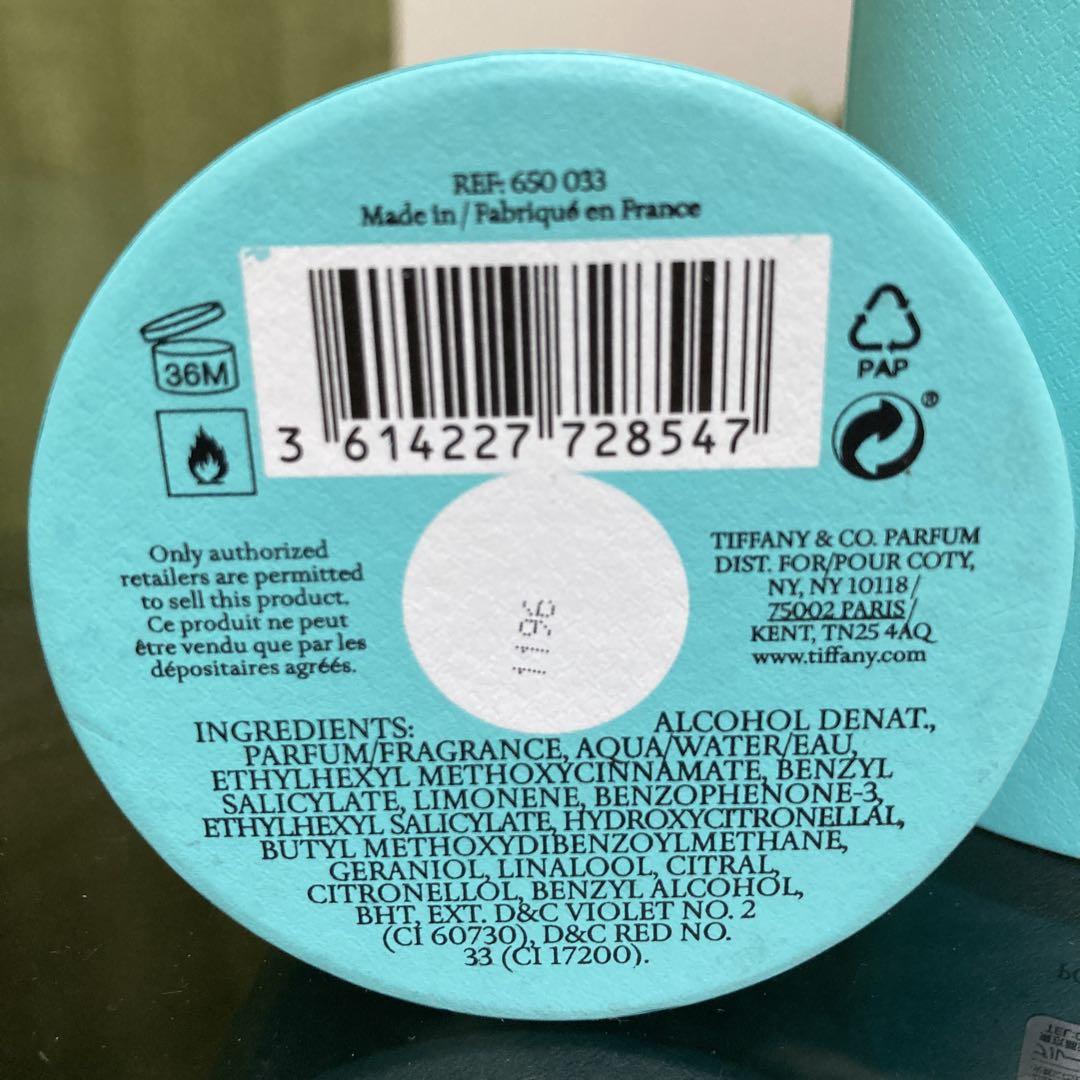 REF: 650 033
Made in / Fabriqué en France
3 614227 728547
36M
PAP
®
Only authorized
retailers are permitted
to sell this product.
Ce produit ne peut
être vendu que par les
dépositaires agréés.
TIFFANY & CO. PARFUM
DIST. FOR/POUR COTY,
NY, NY 10118 /
75002 PARIS /
KENT, TN25 4AQ
www.tiffany.com
INGREDIENTS: ALCOHOL DENAT.,
PARFUM/FRAGRANCE, AQUA/WATER/EAU,
ETHYLHEXYL METHOXYCINNAMATE, BENZYL
SALICYLATE, LIMONENE, BENZOPHENONE-3,
ETHYLHEXYL SALICYLATE, HYDROXYCITRONELLAL,
BUTYL METHOXYDIBENZOYLMETHANE,
GERANIOL, LINALOOL, CITRAL,
CITRONELLOL, BENZYL ALCOHOL,
BHT, EXT. D&C VIOLET NO. 2
(CI 60730), D&C RED NO.
33 (CI 17200).